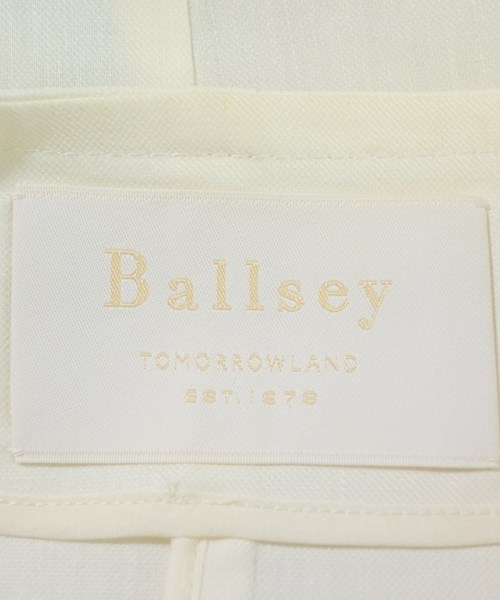 Ballsey
TOMORROWLAND
EST. 1978